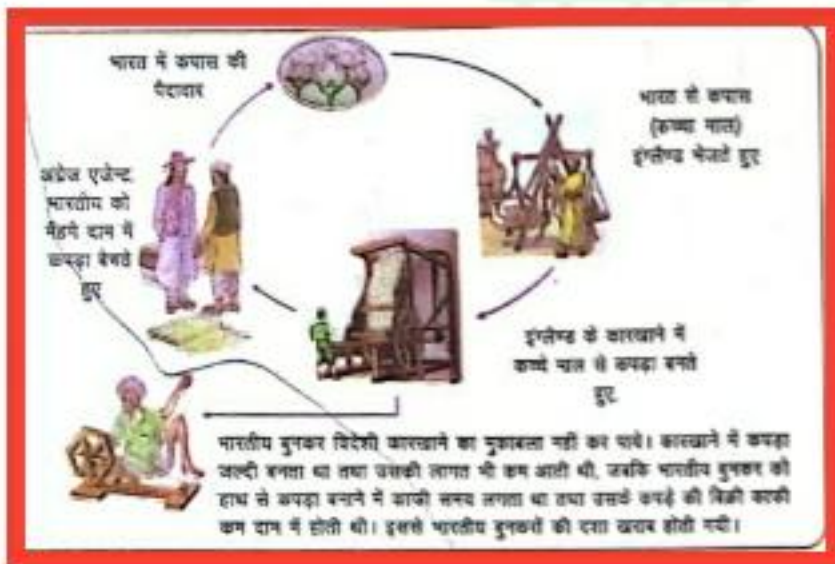 भारत में कपास की
पैदावार
भारत से कपास
(कच्चा माल)
इंग्लैण्ड भेजते हुए
इंग्लैण्ड के कारखाने में
कच्चे माल से कपड़ा बनते
हुए
अंग्रेज एजेन्ट
भारतीय को
मँहगे दाम में
कपड़ा बेचते
हुए
भारतीय बुनकर विदेशी कारखाने का मुकाबला नहीं कर पाये। कारखाने में कपड़ा
जल्दी बनता था तथा उसकी लागत भी कम आती थी, जबकि भारतीय बुनकर को
हाथ से कपड़ा बनाने में काफी समय लगता था तथा उसके कपड़े की बिक्री काफी
कम दाम में होती थी। इससे भारतीय बुनकरों की दशा खराब होती गयी।